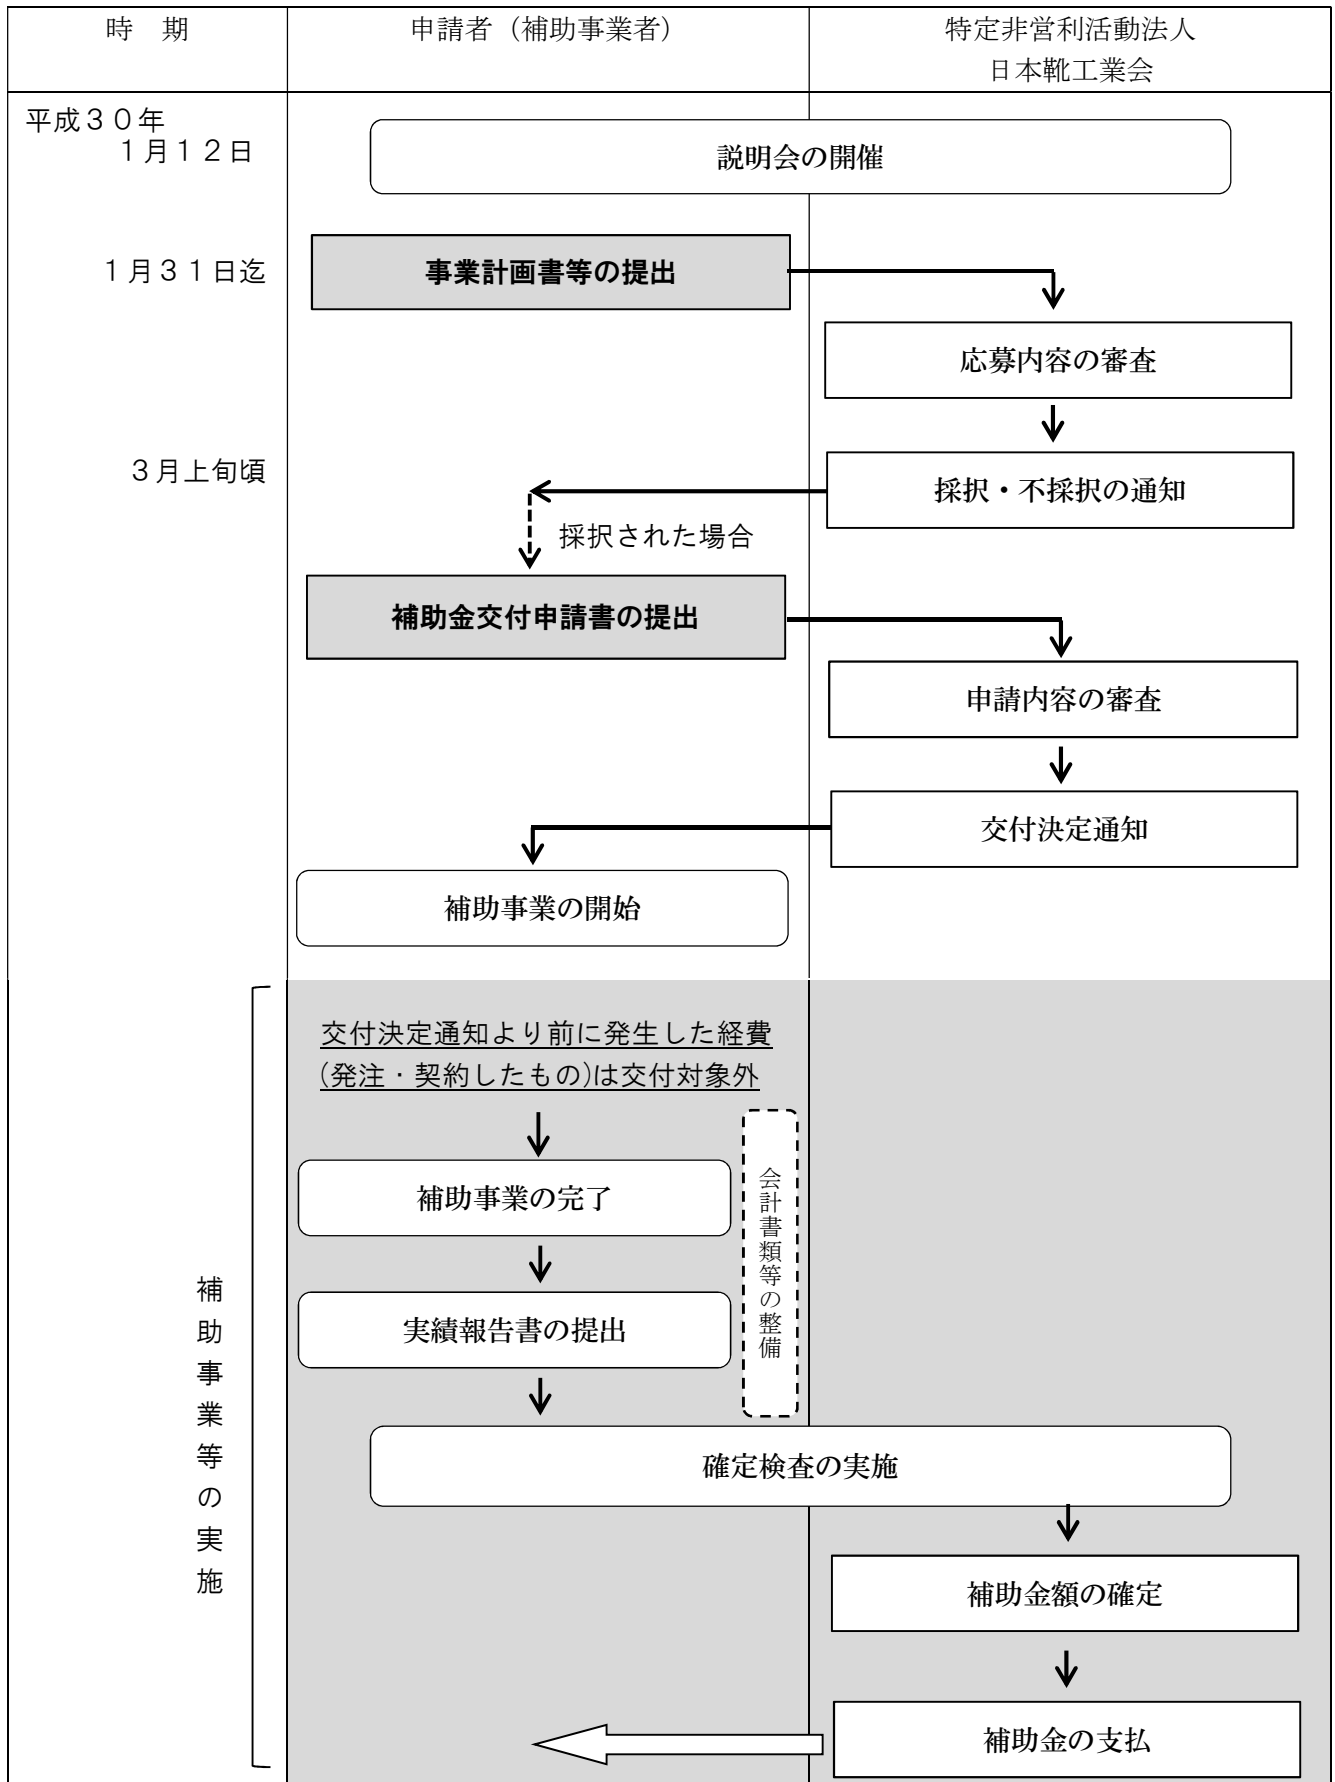 時　期
申請者（補助事業者）
特定非営利活動法人
日本靴工業会
平成３０年
１月１２日
説明会の開催
１月３１日迄
事業計画書等の提出
応募内容の審査
３月上旬頃
採択・不採択の通知
採択された場合
補助金交付申請書の提出
申請内容の審査
交付決定通知
補助事業の開始
交付決定通知より前に発生した経費
(発注・契約したもの)は交付対象外
補助事業の完了
会計書類等の整備
実績報告書の提出
補助事業等の実施
確定検査の実施
補助金額の確定
補助金の支払